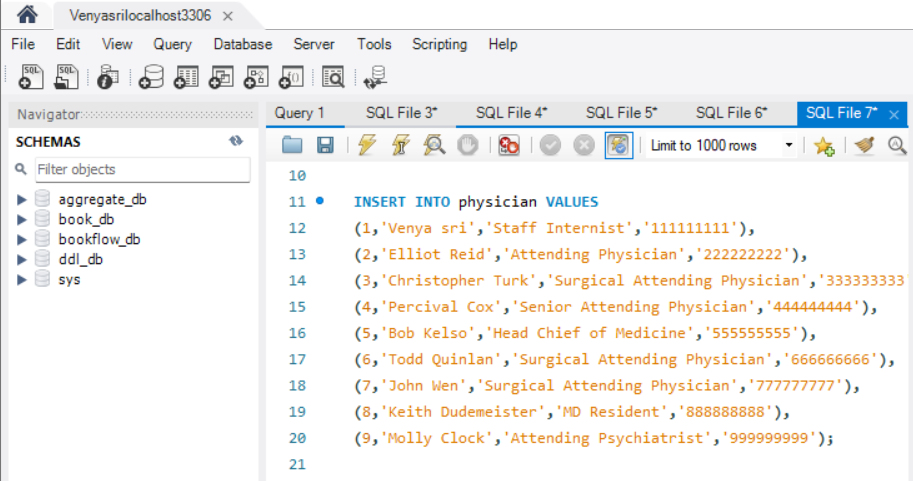 Venyasrilocalhost3306 ×
File Edit View Query Database Server Tools Scripting Help
SQL SQL
Navigator
Query 1 SQL File 3* SQL File 4* SQL File 5* SQL File 6* SQL File 7* ×
SCHEMAS
Limit to 1000 rows
Filter objects
aggregate_db
book_db
bookflow_db
ddl_db
sys
10
11 INSERT INTO physician VALUES
12 (1,'Venya sri','Staff Internist','111111111'),
13 (2,'Elliot Reid','Attending Physician','222222222'),
14 (3,'Christopher Turk','Surgical Attending Physician','333333333'
15 (4,'Percival Cox','Senior Attending Physician','444444444'),
16 (5,'Bob Kelso','Head Chief of Medicine','555555555'),
17 (6,'Todd Quinlan','Surgical Attending Physician','666666666'),
18 (7,'John Wen','Surgical Attending Physician','777777777'),
19 (8,'Keith Dudemeister','MD Resident','888888888'),
20 (9,'Molly Clock','Attending Psychiatrist','999999999');
21